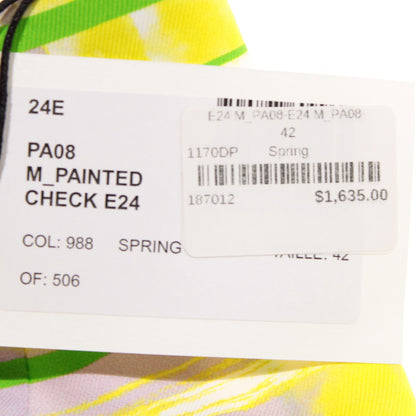 24E
PA08
M_PAINTED
CHECK E24
COL: 988 SPRING
TAILLE: 42
OF: 506
E24 M_PA08-E24 M_PA08
42
1170DP Spring
187012 $1,635.00